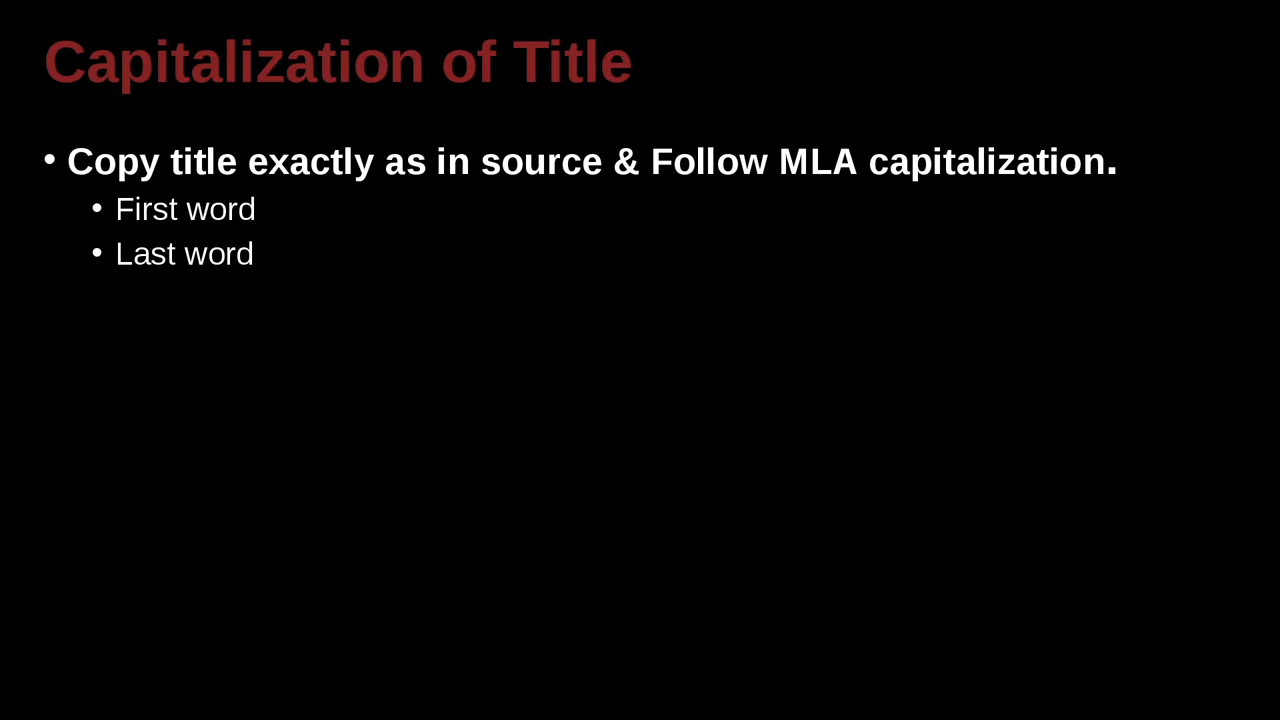 Capitalization of Title
• Copy title exactly as in source & Follow MLA capitalization.
• First word
• Last word